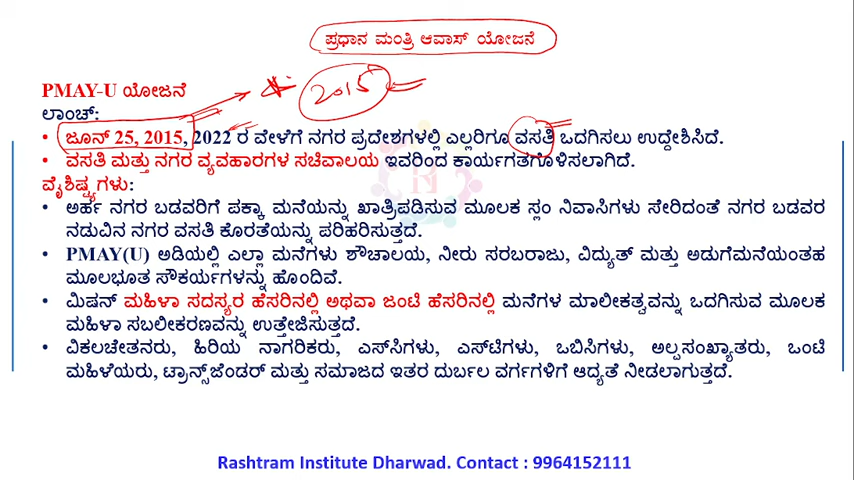 ಪ್ರಧಾನ ಮಂತ್ರಿ ಆವಾಸ್ ಯೋಜನೆ
PMAY-U ಯೋಜನೆ
2015
ಲಾಂಚ್:
• ಜೂನ್ 25, 2015, 2022 ರ ವೇಳೆಗೆ ನಗರ ಪ್ರದೇಶಗಳಲ್ಲಿ ಎಲ್ಲರಿಗೂ ವಸತಿ ಒದಗಿಸಲು ಉದ್ದೇಶಿಸಿದೆ.
• ವಸತಿ ಮತ್ತು ನಗರ ವ್ಯವಹಾರಗಳ ಸಚಿವಾಲಯ ಇವರಿಂದ ಕಾರ್ಯಗತಗೊಳಿಸಲಾಗಿದೆ.
ವೈಶಿಷ್ಟ್ಯಗಳು:
• ಅರ್ಹ ನಗರ ಬಡವರಿಗೆ ಪಕ್ಕಾ ಮನೆಯನ್ನು ಖಾತ್ರಿಪಡಿಸುವ ಮೂಲಕ ಸ್ಲಂ ನಿವಾಸಿಗಳು ಸೇರಿದಂತೆ ನಗರ ಬಡವರ
ನಡುವಿನ ನಗರ ವಸತಿ ಕೊರತೆಯನ್ನು ಪರಿಹರಿಸುತ್ತದೆ.
• PMAY(U) ಅಡಿಯಲ್ಲಿ ಎಲ್ಲಾ ಮನೆಗಳು ಶೌಚಾಲಯ, ನೀರು ಸರಬರಾಜು, ವಿದ್ಯುತ್ ಮತ್ತು ಅಡುಗೆಮನೆಯಂತಹ
ಮೂಲಭೂತ ಸೌಕರ್ಯಗಳನ್ನು ಹೊಂದಿವೆ.
• ಮಿಷನ್ ಮಹಿಳಾ ಸದಸ್ಯರ ಹೆಸರಿನಲ್ಲಿ ಅಥವಾ ಜಂಟಿ ಹೆಸರಿನಲ್ಲಿ ಮನೆಗಳ ಮಾಲೀಕತ್ವವನ್ನು ಒದಗಿಸುವ ಮೂಲಕ
ಮಹಿಳಾ ಸಬಲೀಕರಣವನ್ನು ಉತ್ತೇಜಿಸುತ್ತದೆ.
• ವಿಕಲಚೇತನರು, ಹಿರಿಯ ನಾಗರಿಕರು, ಎಸ್‌ಸಿಗಳು, ಎಸ್‌ಟಿಗಳು, ಒಬಿಸಿಗಳು, ಅಲ್ಪಸಂಖ್ಯಾತರು, ಒಂಟಿ
ಮಹಿಳೆಯರು, ಟ್ರಾನ್ಸ್‌ಜೆಂಡರ್ ಮತ್ತು ಸಮಾಜದ ಇತರ ದುರ್ಬಲ ವರ್ಗಗಳಿಗೆ ಆದ್ಯತೆ ನೀಡಲಾಗುತ್ತದೆ.
Rashtram Institute Dharwad. Contact : 9964152111